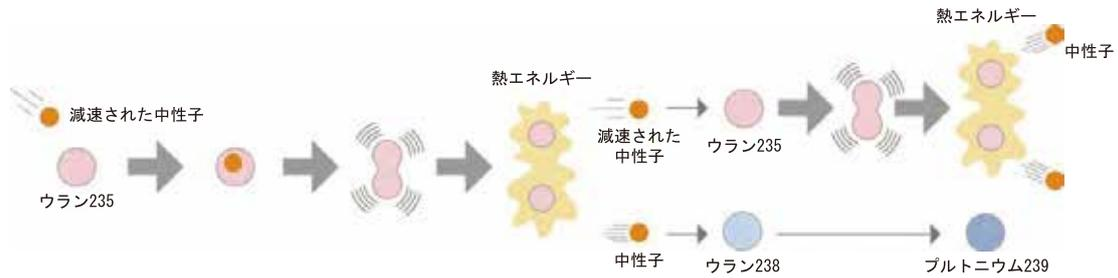 減速された中性子
ウラン235
熱エネルギー
減速された
中性子
ウラン235
熱エネルギー
中性子
中性子
ウラン238
プルトニウム239